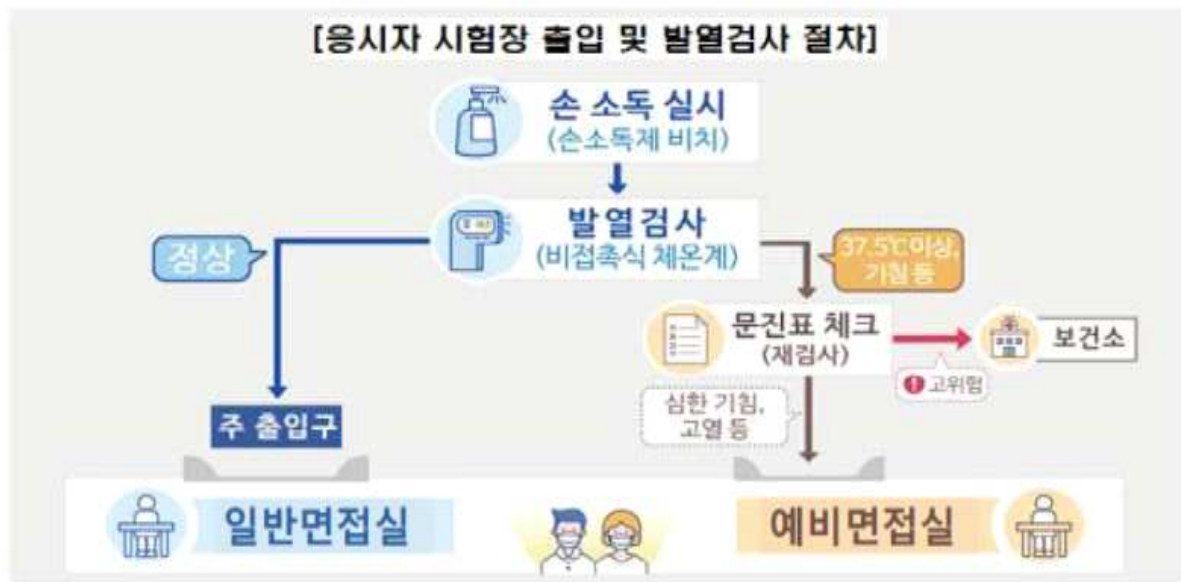 [응시자 시험장 출입 및 발열검사 절차]
손 소독 실시
(손소독제 비치)
발열검사
(비접촉식 체온계)
정상
37.5℃이상,
기침 등
문진표 체크
(재검사)
보건소
고위험
심한 기침,
고열 등
주 출입구
일반면접실
예비면접실